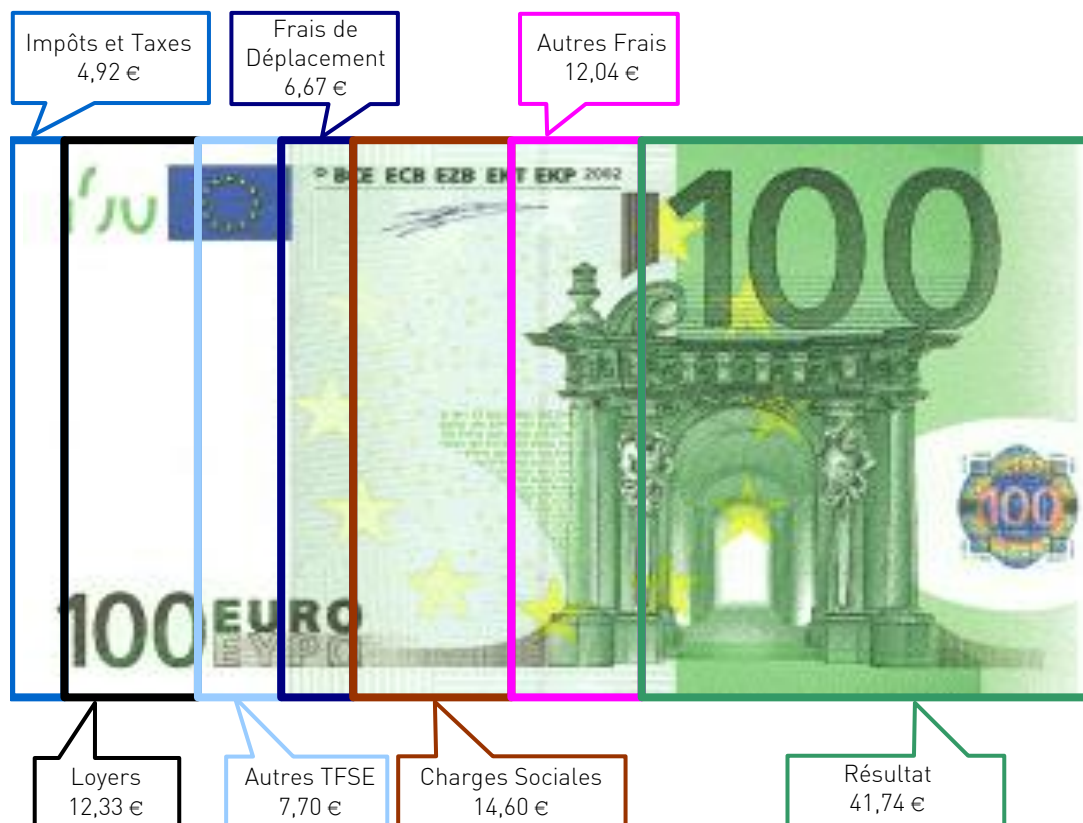 Impôts et Taxes
4,92 €
Frais de
Déplacement
6,67 €
Autres Frais
12,04 €
© BCE ECB EZB EKT EKP 2002
100
100
100 EURO
ΕΥΡΩ
Loyers
12,33 €
Autres TFSE
7,70 €
Charges Sociales
14,60 €
Résultat
41,74 €